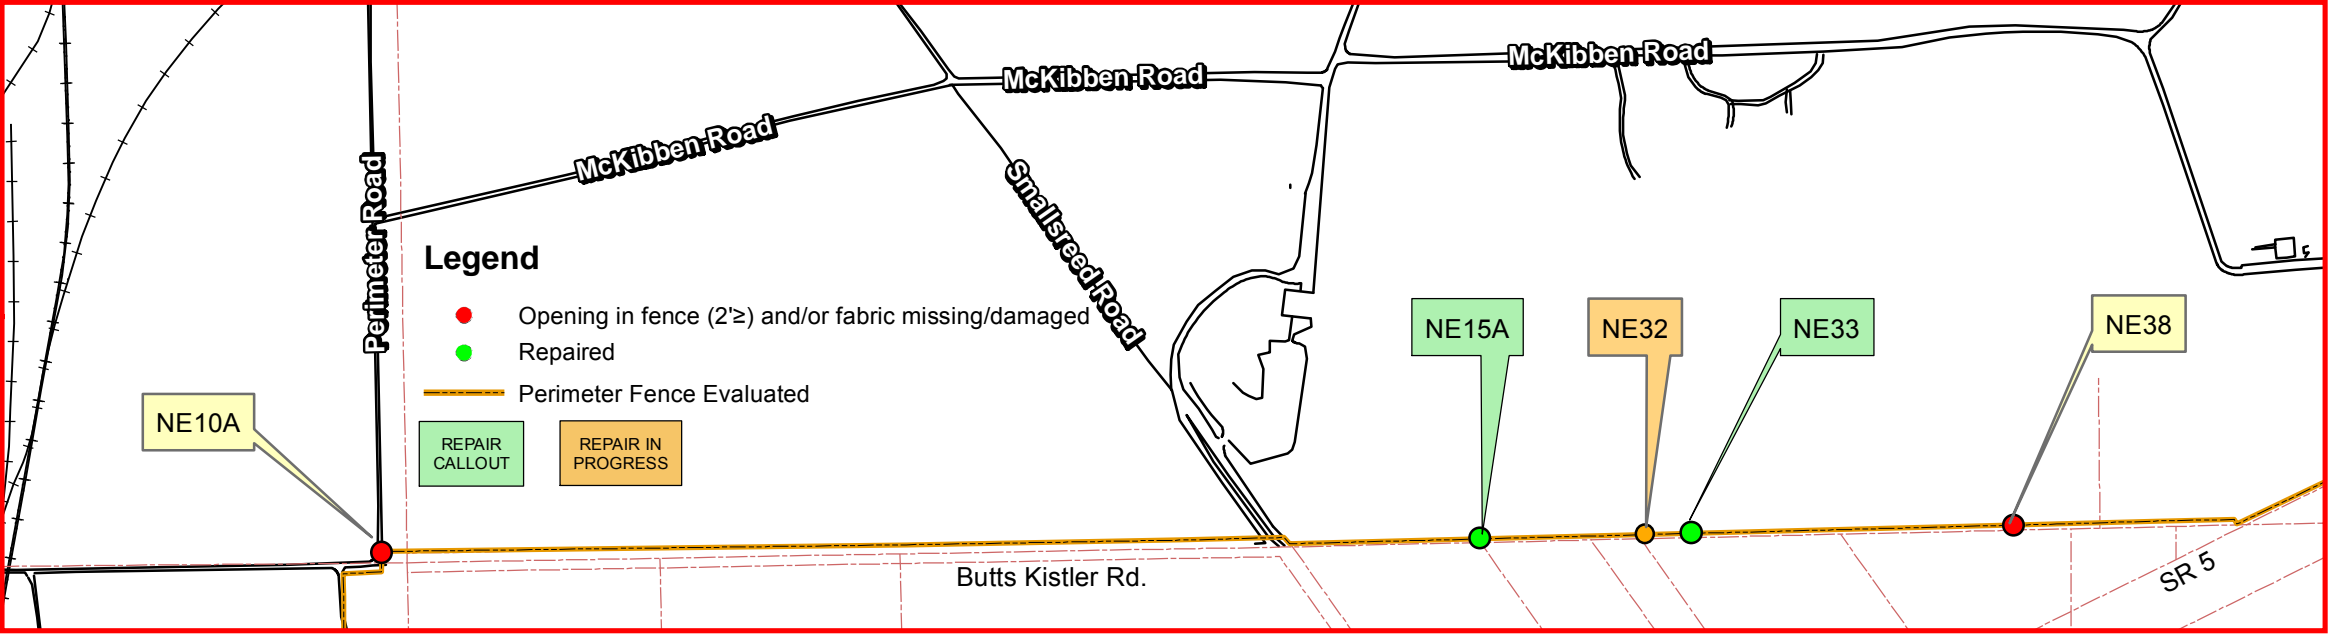 McKibben Road
McKibben Road
McKibben Road
Perimeter Road
Smallsreed Road
Legend
Opening in fence (2'≥) and/or fabric missing/damaged
Repaired
Perimeter Fence Evaluated
REPAIR
CALLOUT
REPAIR IN
PROGRESS
NE10A
NE15A
NE32
NE33
NE38
Butts Kistler Rd.
SR 5